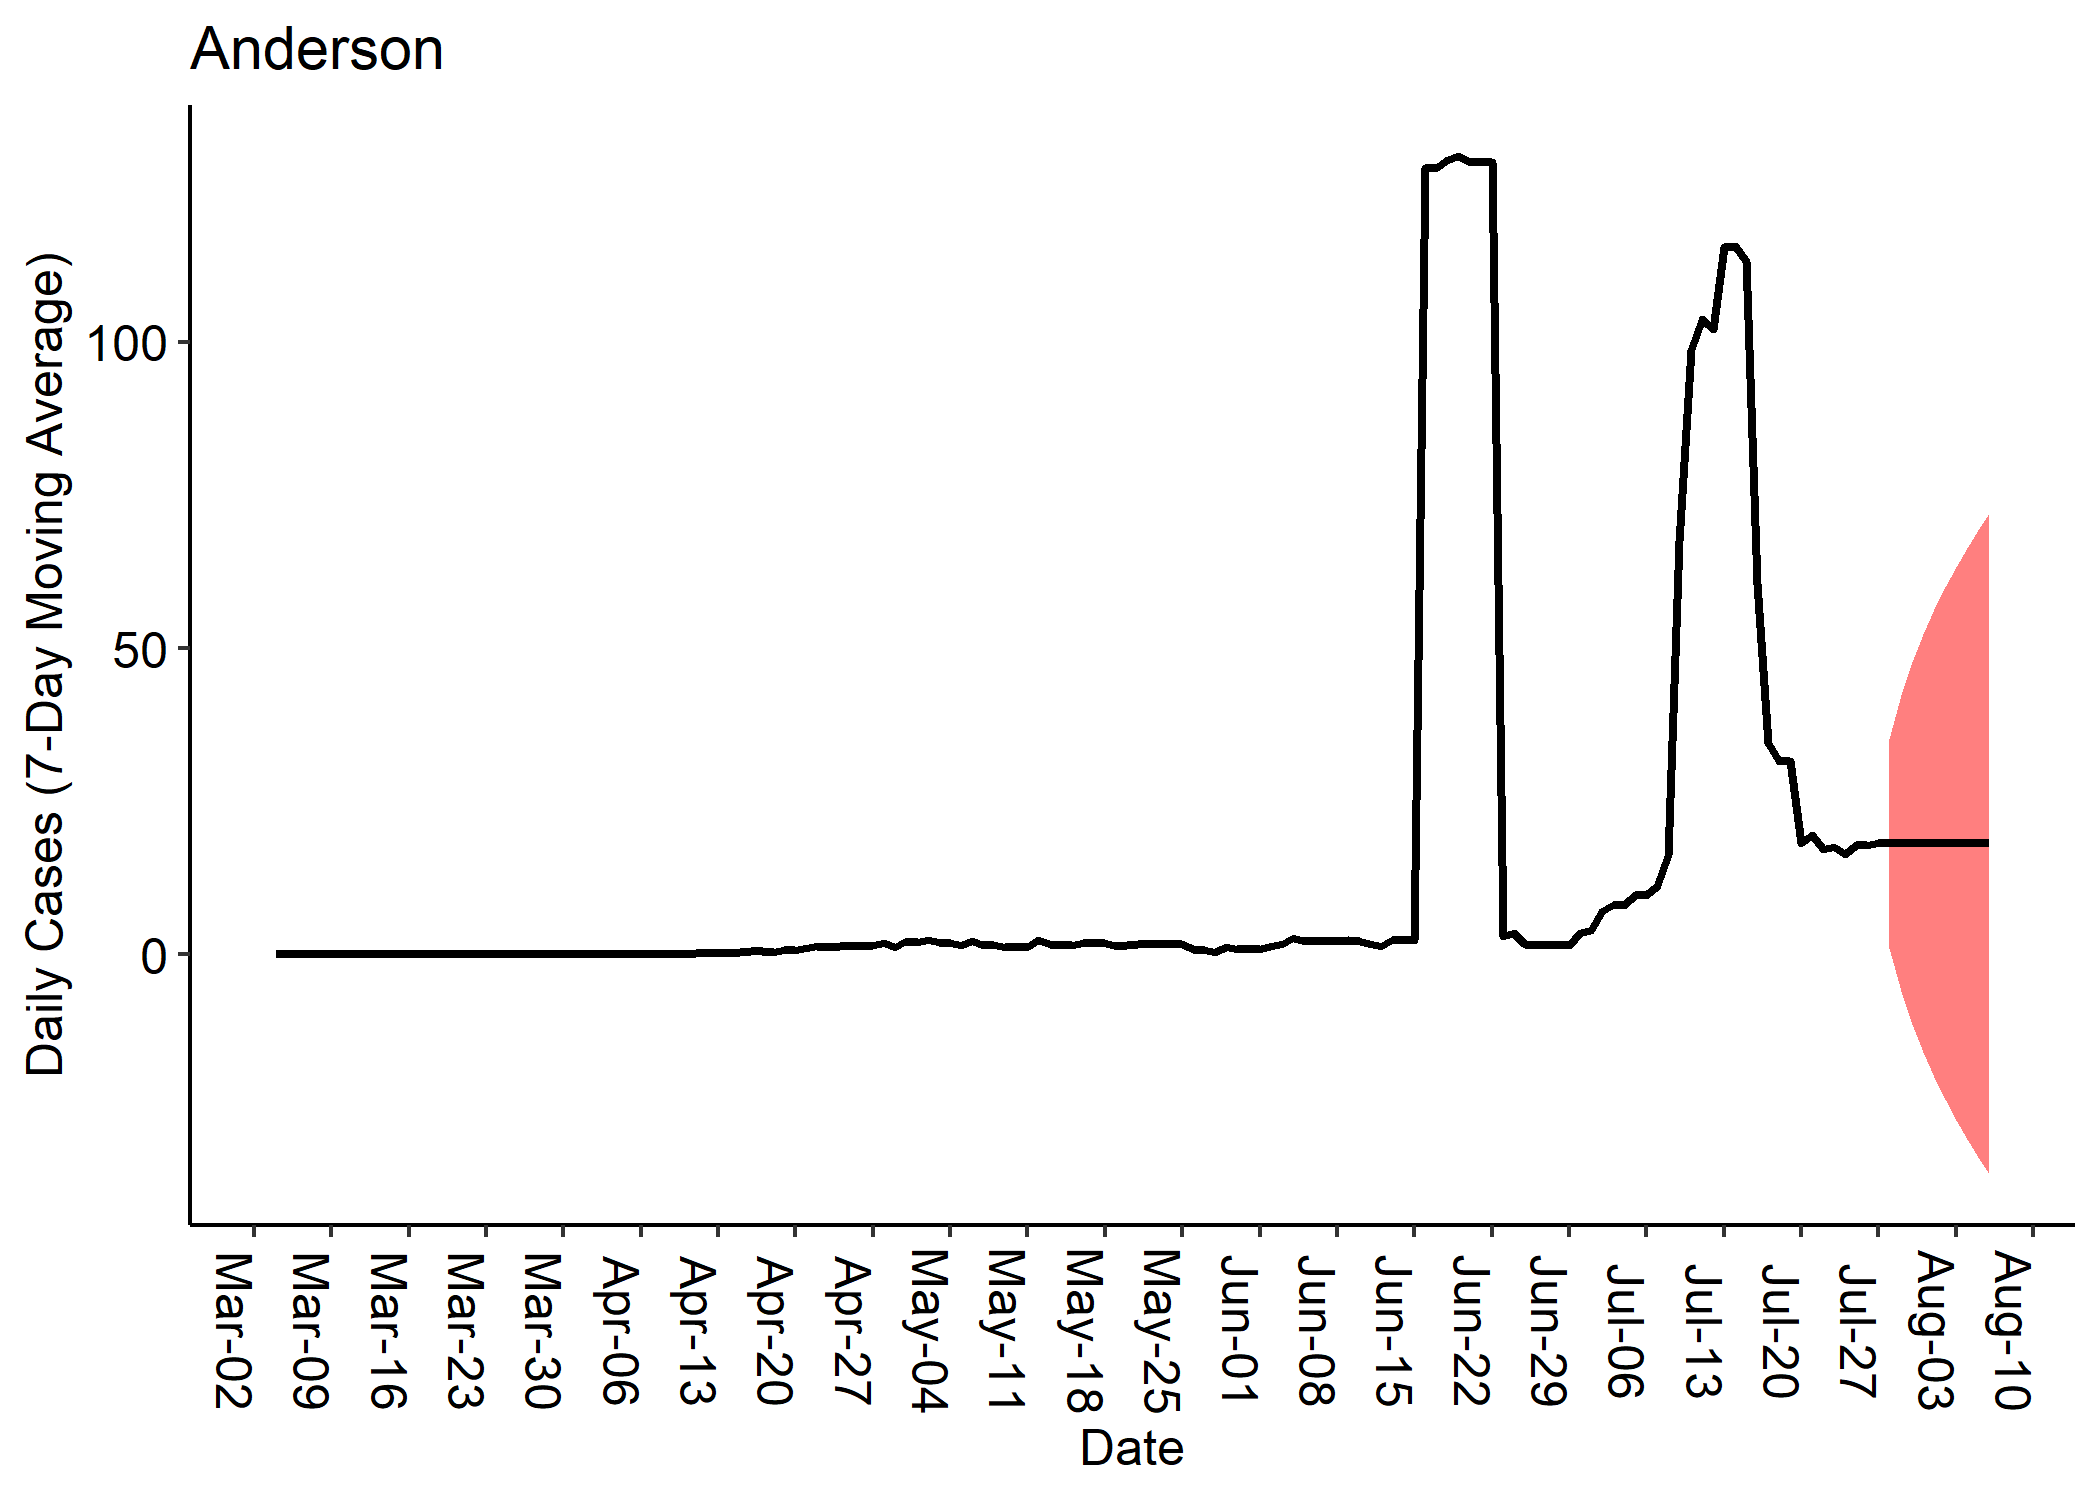 Anderson
Daily Cases (7-Day Moving Average)
100
50
0
Mar-02
Mar-09
Mar-16
Mar-23
Mar-30
Apr-06
Apr-13
Apr-20
Apr-27
May-04
May-11
May-18
May-25
Jun-01
Jun-08
Jun-15
Jun-22
Jun-29
Jul-06
Jul-13
Jul-20
Jul-27
Aug-03
Aug-10
Date